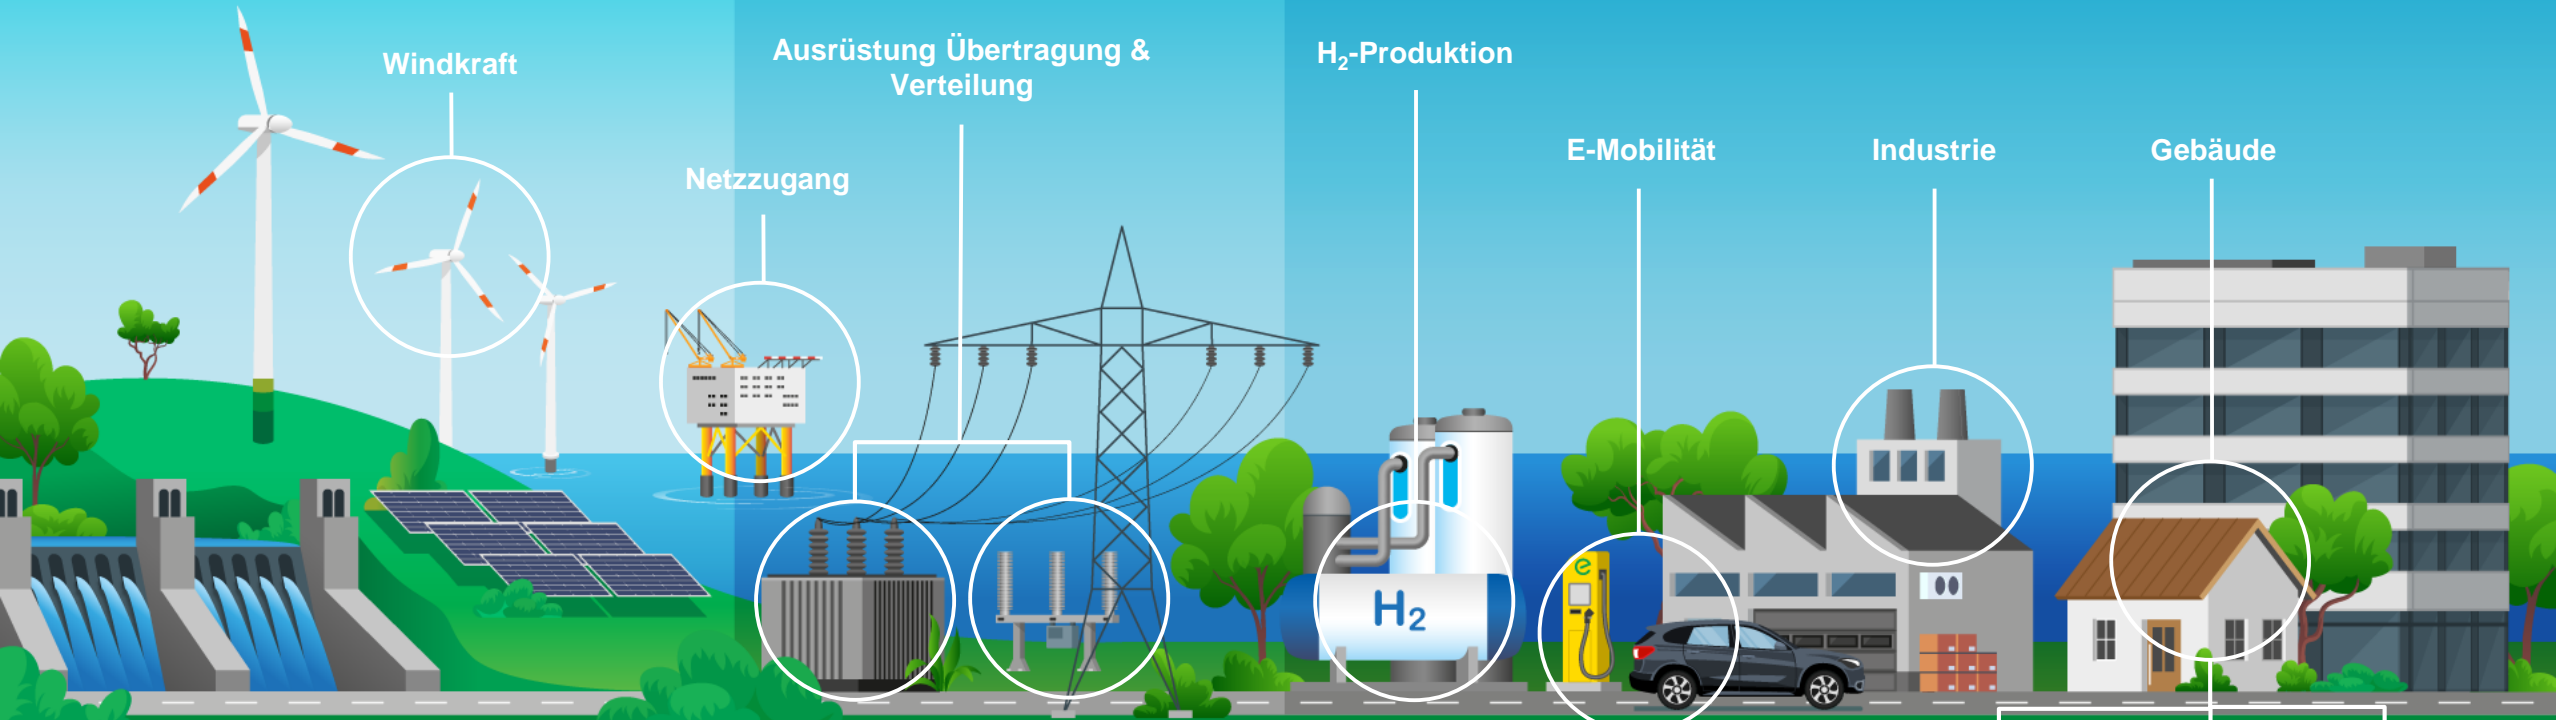 Windkraft
Ausrüstung Übertragung &
Verteilung
Netzzugang
H₂-Produktion
E-Mobilität
Industrie
Gebäude
H₂
e